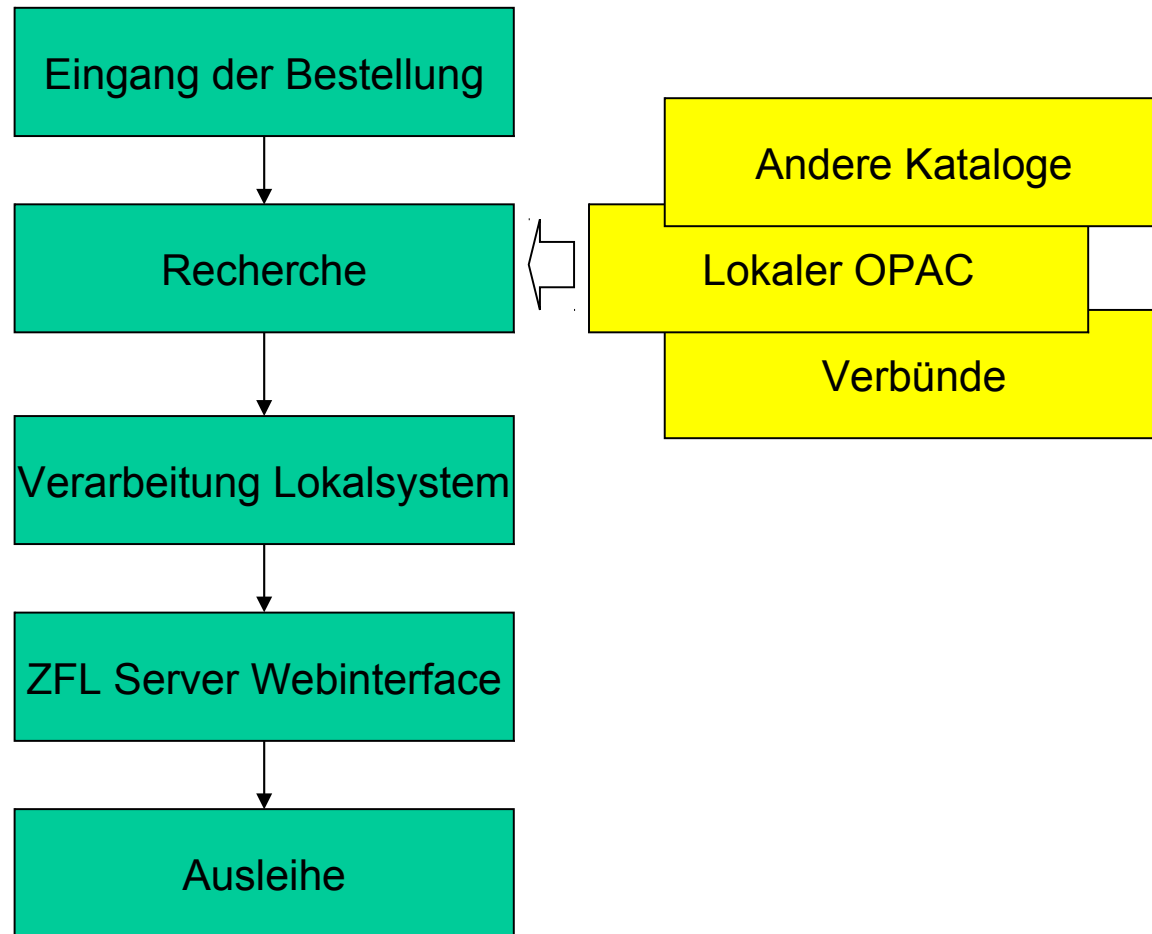 Eingang der Bestellung
Andere Kataloge
Recherche
Lokaler OPAC
Verbünde
Verarbeitung Lokalsystem
ZFL Server Webinterface
Ausleihe